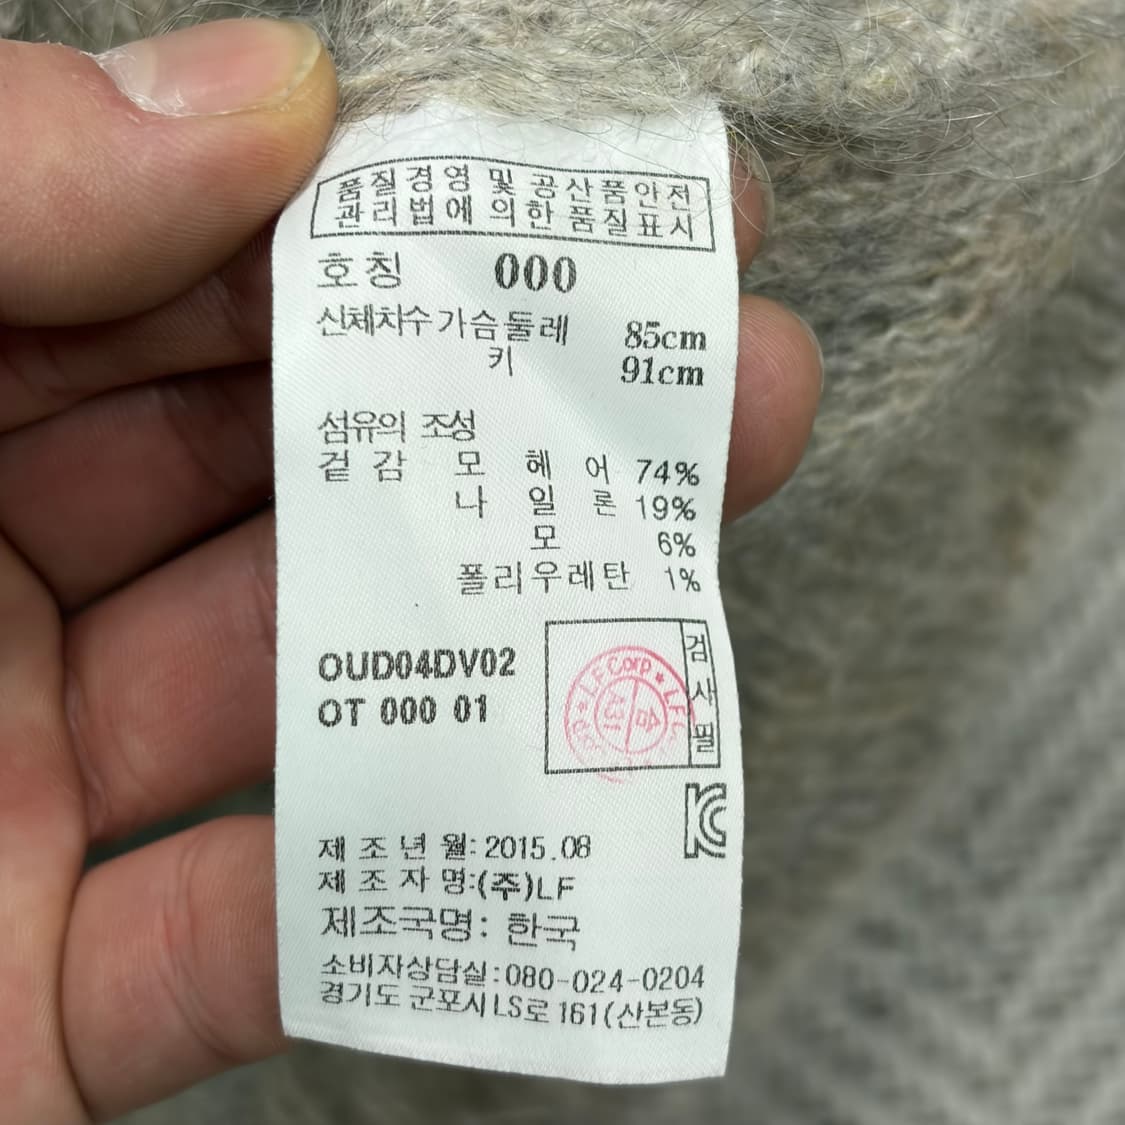 품질경영 및 공산품안전
관리법에 의한 품질표시
호칭 000
신체치수 가슴둘레 85cm
키 91cm
섬유의 조성
겉 감 모 헤 어 74%
나 일 론 19%
모 6%
폴리우레탄 1%
OUD04DV02
OT 000 01
LF Corp
검사필
제 조 년 월: 2015.08
제 조 자 명:(주)LF
제조국명: 한국
소비자상담실:080-024-0204
경기도 군포시 LS로 161(산본동)